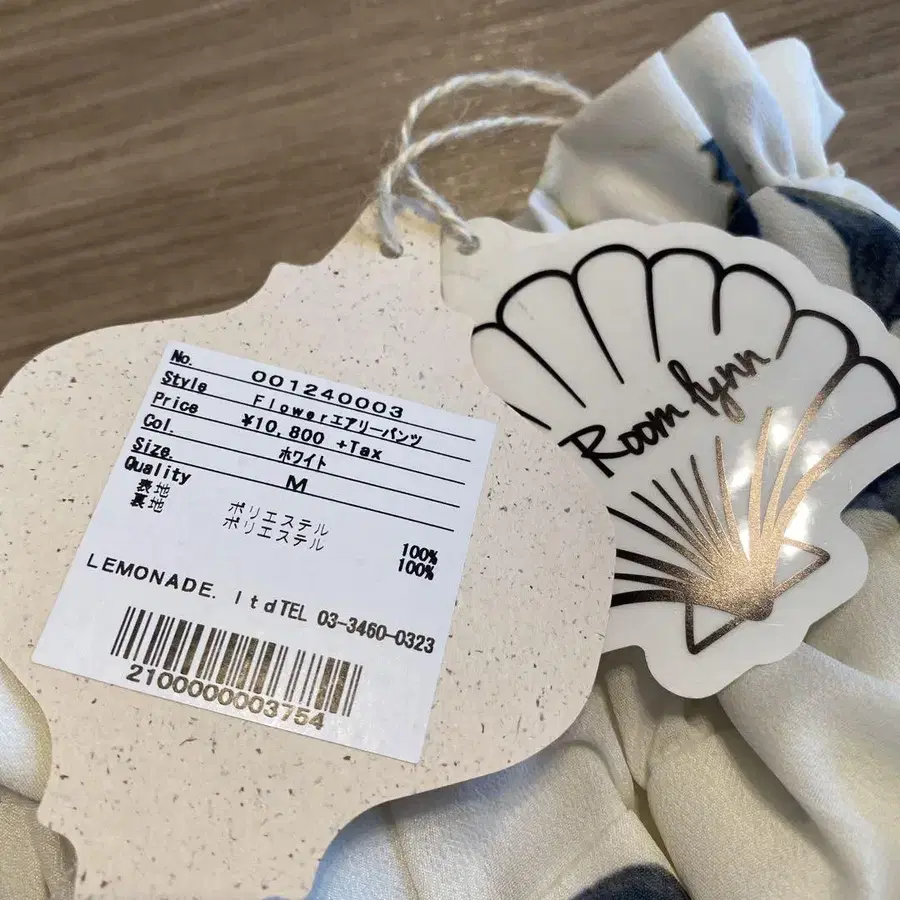 No. 001240003
Style Flowerエアリーパンツ
Price ¥10,800 +Tax
Col. ホワイト
Size. M
Quality
表地 ポリエステル 100%
裏地 ポリエステル 100%
LEMONADE. ltdTEL 03-3460-0323
2100000003754
Room lynn